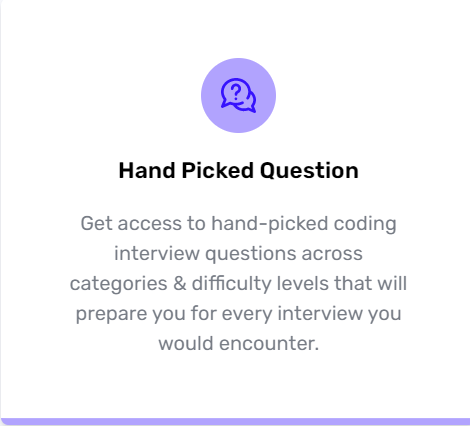 Hand Picked Question
Get access to hand-picked coding
interview questions across
categories & difficulty levels that will
prepare you for every interview you
would encounter.